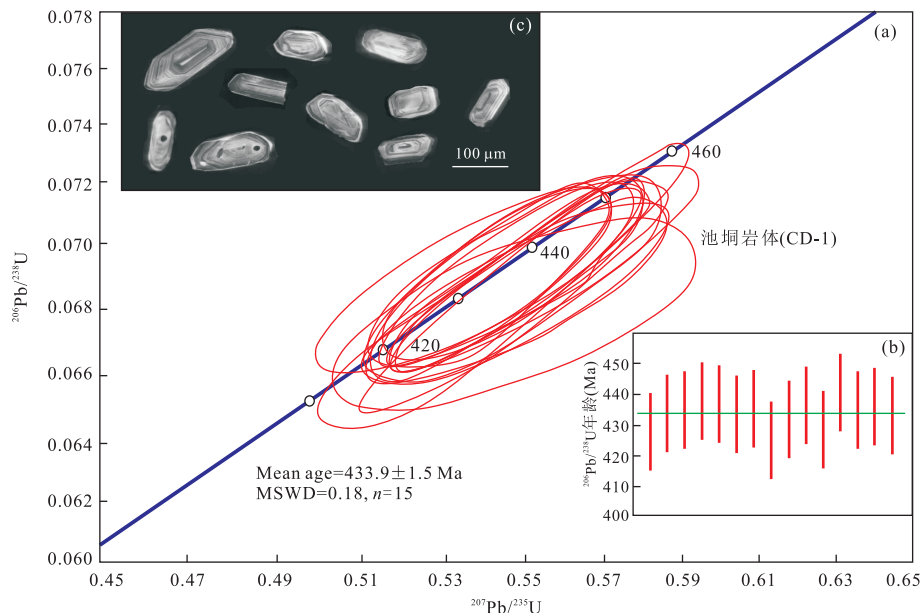 0.078
0.076
0.074
0.072
0.070
0.068
0.066
0.064
0.062
0.060
²⁰⁶Pb/²³⁸U
(c)
100 μm
(a)
460
440
420
池垌岩体(CD-1)
Mean age=433.9±1.5 Ma
MSWD=0.18, n=15
(b)
450
440
430
420
410
400
²⁰⁶Pb/²³⁸U年龄(Ma)
0.45 0.47 0.49 0.51 0.53 0.55 0.57 0.59 0.61 0.63 0.65
²⁰⁷Pb/²³⁵U